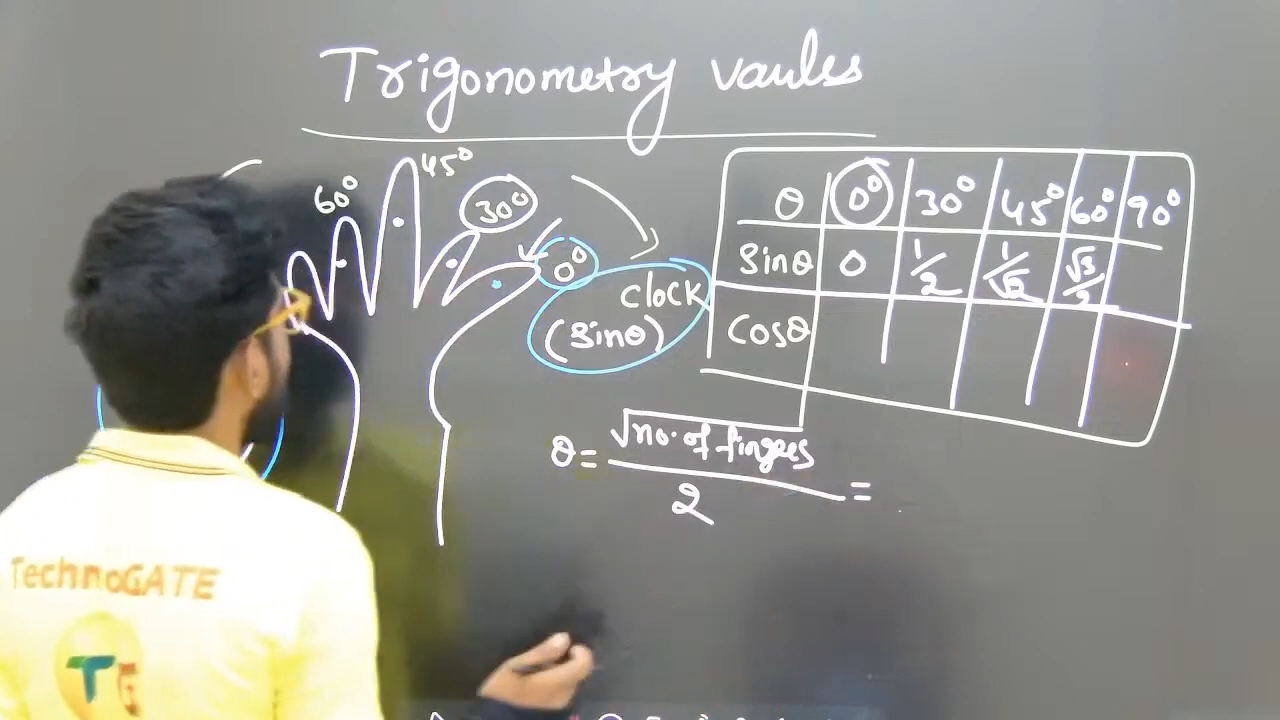 Trigonometry vaules
60° 45° 30° 0°
clock
(Sinθ)
θ 0° 30° 45° 60° 90°
Sinθ 0 1/2 1/√2 √3/2
Cosθ
θ = √no. of fingers / 2 =
TechnoGATE
TG